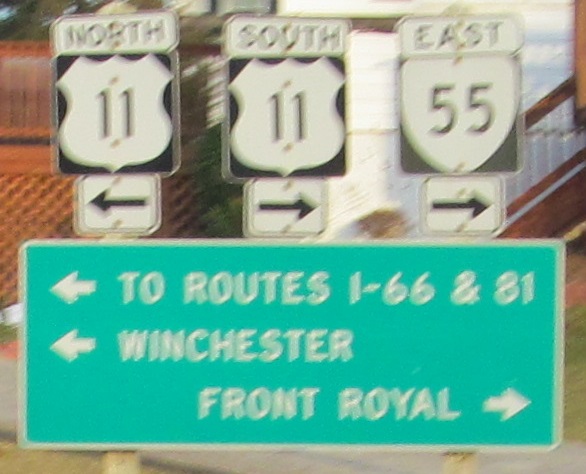 NORTH SOUTH EAST
11 11 55
TO ROUTES I-66 & 81
WINCHESTER
FRONT ROYAL